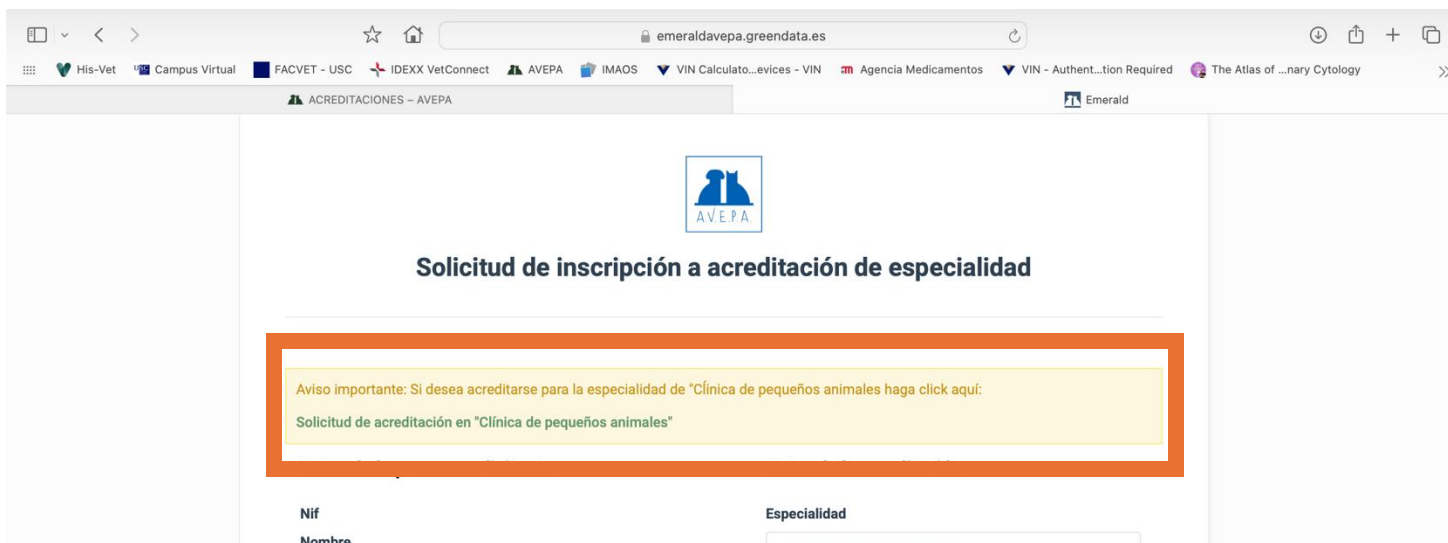 emeraldavepa.greendata.es
His-Vet Campus Virtual FACVET - USC IDEXX VetConnect AVEPA IMAOS VIN Calculato...evices - VIN Agencia Medicamentos VIN - Authent...tion Required The Atlas of ...nary Cytology
ACREDITACIONES – AVEPA Emerald
A.V.E.P.A.
Solicitud de inscripción a acreditación de especialidad
Aviso importante: Si desea acreditarse para la especialidad de "Clínica de pequeños animales haga click aquí:
Solicitud de acreditación en "Clínica de pequeños animales"
Nif Especialidad
Nombre